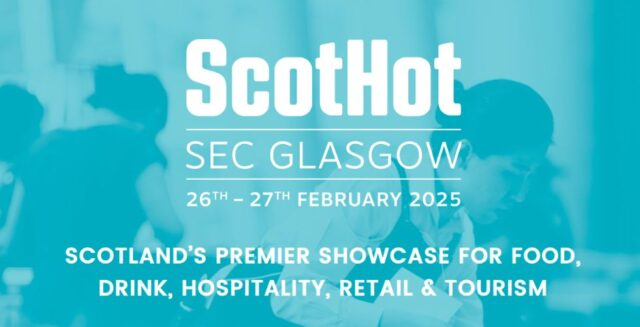 ScotHot
SEC GLASGOW
26TH – 27TH FEBRUARY 2025
SCOTLAND'S PREMIER SHOWCASE FOR FOOD,
DRINK, HOSPITALITY, RETAIL & TOURISM